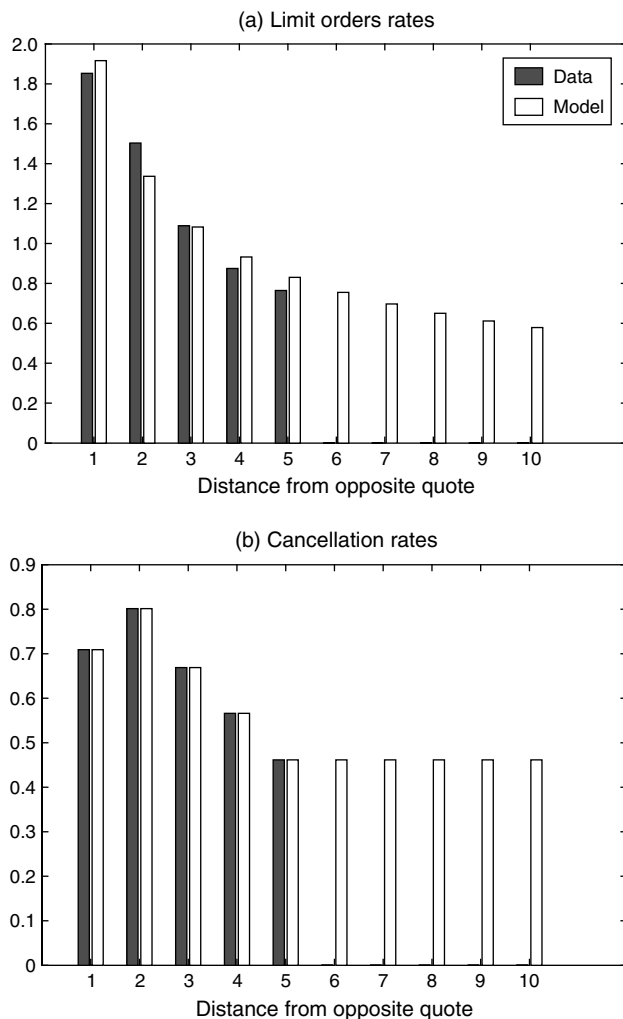 (a) Limit orders rates
2.0
1.8
1.6
1.4
1.2
1.0
0.8
0.6
0.4
0.2
0
Data
Model
1 2 3 4 5 6 7 8 9 10
Distance from opposite quote
(b) Cancellation rates
0.9
0.8
0.7
0.6
0.5
0.4
0.3
0.2
0.1
0
1 2 3 4 5 6 7 8 9 10
Distance from opposite quote